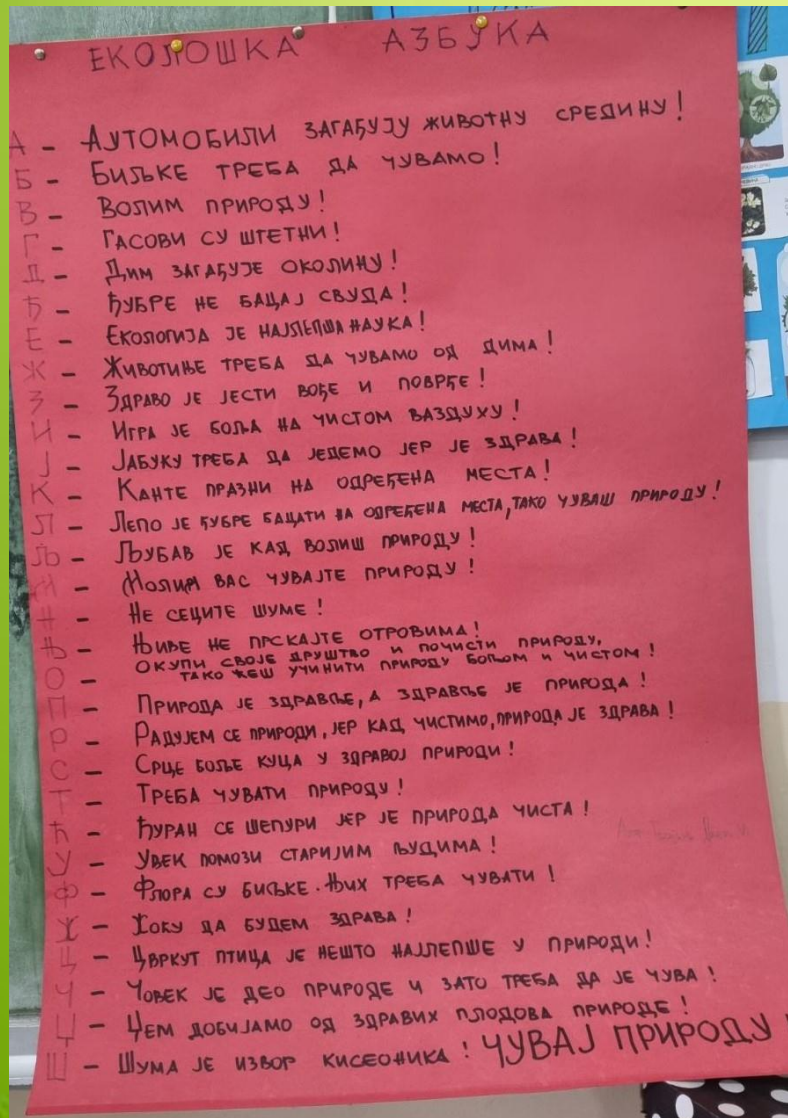 ЕКОЛОШКА АЗБУКА
А - АУТОМОБИЛИ ЗАГАЂУЈУ ЖИВОТНУ СРЕДИНУ!
Б - БИЉКЕ ТРЕБА ДА ЧУВАМО!
В - ВОЛИМ ПРИРОДУ!
Г - ГАСОВИ СУ ШТЕТНИ!
Д - ДИМ ЗАГАЂУЈЕ ОКОЛИНУ!
Ђ - ЂУБРЕ НЕ БАЦАЈ СВУДА!
Е - ЕКОЛОГИЈА ЈЕ НАЈЛЕПША НАУКА!
Ж - ЖИВОТИЊЕ ТРЕБА ДА ЧУВАМО ОД ДИМА!
З - ЗДРАВО ЈЕ ЈЕСТИ ВОЋЕ И ПОВРЋЕ!
И - ИГРА ЈЕ БОЉА НА ЧИСТОМ ВАЗДУХУ!
Ј - ЈАБУКУ ТРЕБА ДА ЈЕДЕМО ЈЕР ЈЕ ЗДРАВА!
К - КАНТЕ ПРАЗНИ НА ОДРЕЂЕНА МЕСТА!
Л - ЛЕПО ЈЕ ЂУБРЕ БАЦАТИ НА ОДРЕЂЕНА МЕСТА, ТАКО ЧУВАШ ПРИРОДУ!
Љ - ЉУБАВ ЈЕ КАД ВОЛИШ ПРИРОДУ!
М - МОЛИМ ВАС ЧУВАЈТЕ ПРИРОДУ!
Н - НЕ СЕЦИТЕ ШУМЕ!
Њ - ЊИВЕ НЕ ПРСКАЈТЕ ОТРОВИМА!
О - ОКУПИ СВОЈЕ ДРУШТВО И ПОЧИСТИ ПРИРОДУ,
ТАКО ЋЕШ УЧИНИТИ ПРИРОДУ БОЉОМ И ЧИСТОМ!
П - ПРИРОДА ЈЕ ЗДРАВЉЕ, А ЗДРАВЉЕ ЈЕ ПРИРОДА!
Р - РАДУЈЕМ СЕ ПРИРОДИ, ЈЕР КАД ЧИСТИМО, ПРИРОДА ЈЕ ЗДРАВА!
С - СРЦЕ БОЉЕ КУЦА У ЗДРАВОЈ ПРИРОДИ!
Т - ТРЕБА ЧУВАТИ ПРИРОДУ!
Ћ - ЋУРАН СЕ ШЕПУРИ ЈЕР ЈЕ ПРИРОДА ЧИСТА!
У - УВЕК ПОМОЗИ СТАРИЈИМ ЉУДИМА!
Ф - ФЛОРА СУ БИЉКЕ. ЊИХ ТРЕБА ЧУВАТИ!
Х - ХОЋУ ДА БУДЕМ ЗДРАВА!
Ц - ЦВРКУТ ПТИЦА ЈЕ НЕШТО НАЈЛЕПШЕ У ПРИРОДИ!
Ч - ЧОВЕК ЈЕ ДЕО ПРИРОДЕ И ЗАТО ТРЕБА ДА ЈЕ ЧУВА!
Џ - ЏЕМ ДОБИЈАМО ОД ЗДРАВИХ ПЛОДОВА ПРИРОДЕ!
Ш - ШУМА ЈЕ ИЗВОР КИСЕОНИКА! ЧУВАЈ ПРИРОДУ!